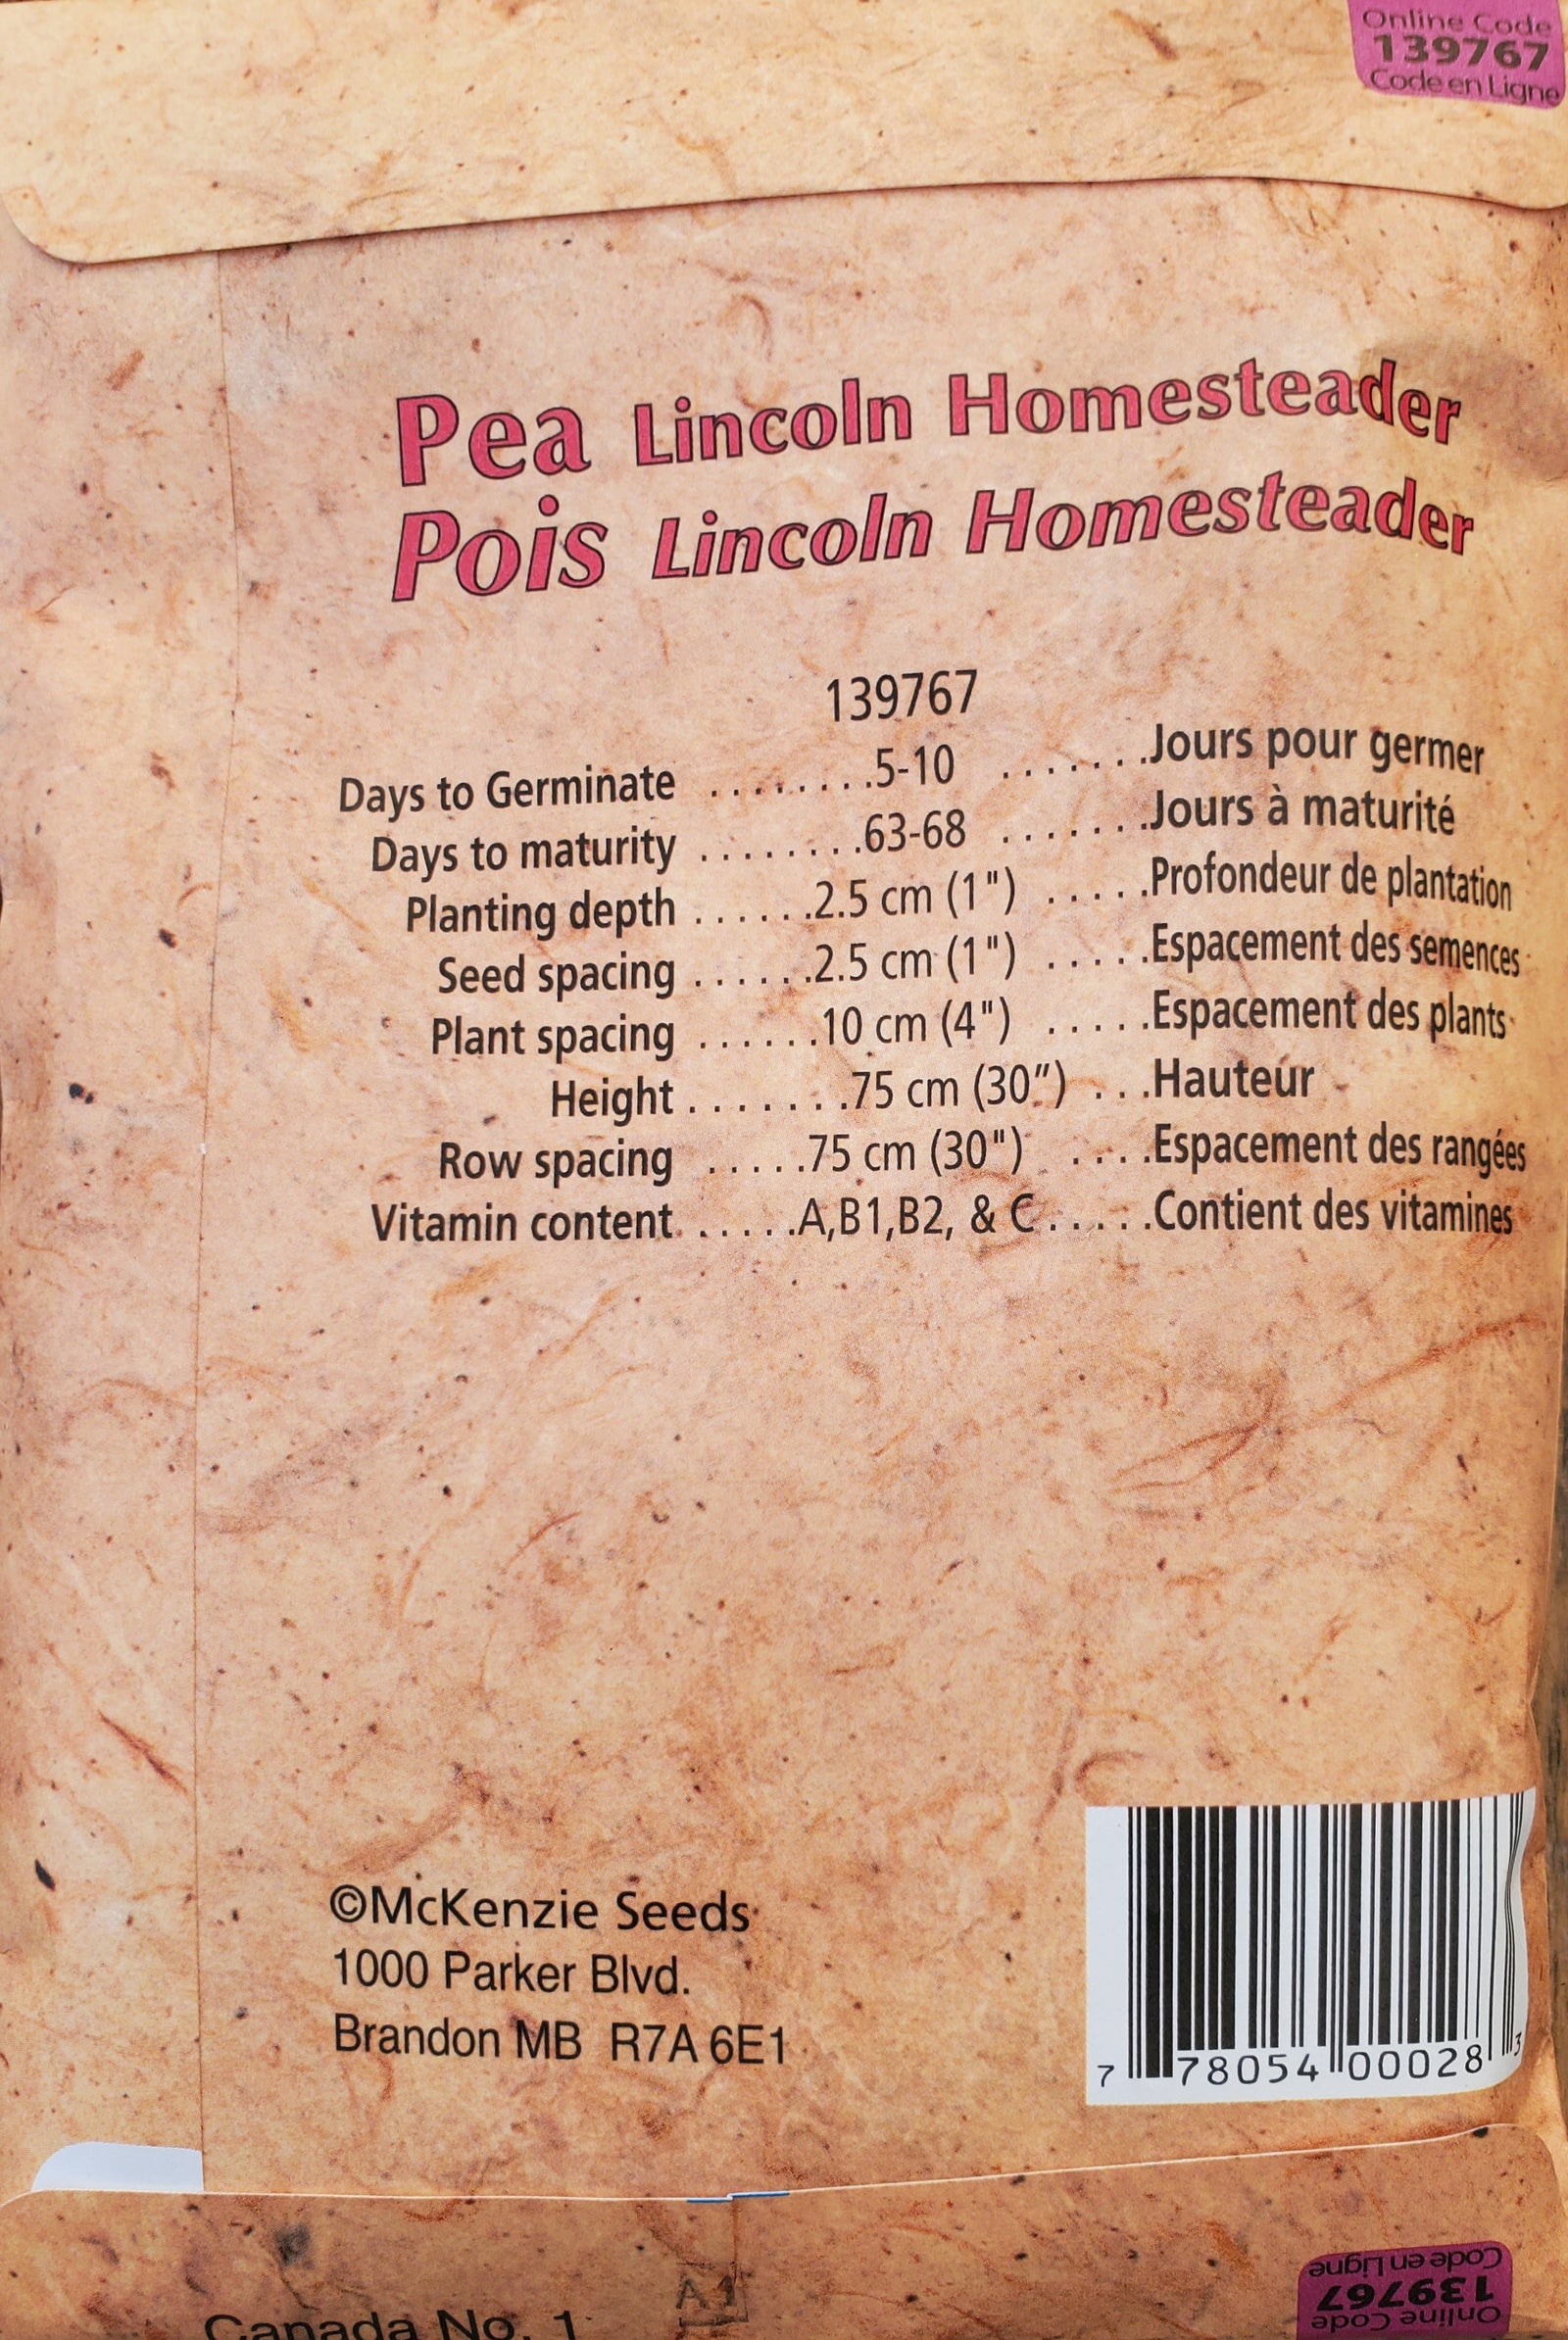 Online Code
139767
Code en Ligne
Pea Lincoln Homesteader
Pois Lincoln Homesteader
139767
Days to Germinate ........5-10 .......Jours pour germer
Days to maturity ........63-68 .......Jours à maturité
Planting depth ......2.5 cm (1") .....Profondeur de plantation
Seed spacing ......2.5 cm (1") .....Espacement des semences
Plant spacing ......10 cm (4") .....Espacement des plants
Height.......75 cm (30") ...Hauteur
Row spacing .....75 cm (30") ....Espacement des rangées
Vitamin content .....A,B1,B2, & C.....Contient des vitamines
©McKenzie Seeds
1000 Parker Blvd.
Brandon MB R7A 6E1
7 78054 00028 3
A 1
Canada No. 1
Online Code
139767
Code en Ligne